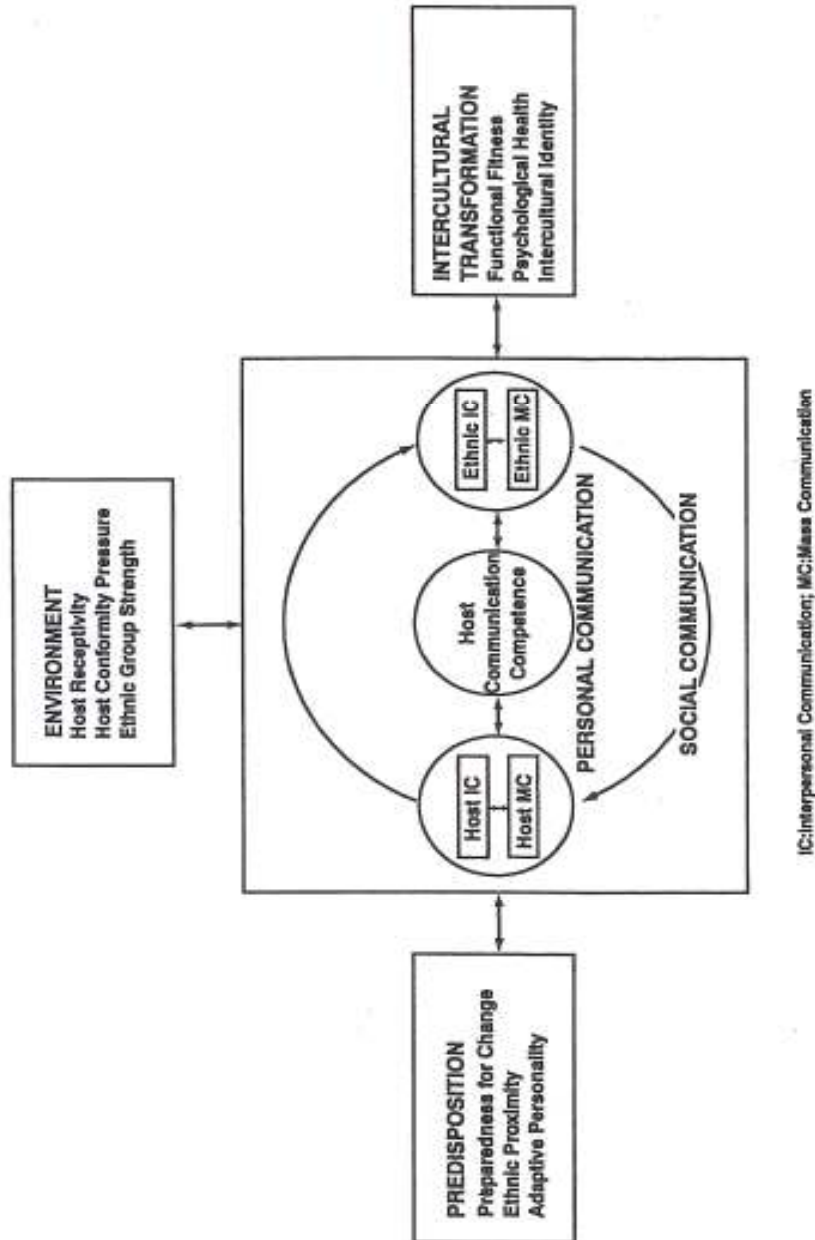 ENVIRONMENT
Host Receptivity
Host Conformity Pressure
Ethnic Group Strength
PREDISPOSITION
Preparedness for Change
Ethnic Proximity
Adaptive Personality
Host IC
Host MC
Host
Communication
Competence
Ethnic IC
Ethnic MC
PERSONAL COMMUNICATION
SOCIAL COMMUNICATION
INTERCULTURAL
TRANSFORMATION
Functional Fitness
Psychological Health
Intercultural Identity
IC:Interpersonal Communication; MC:Mass Communication